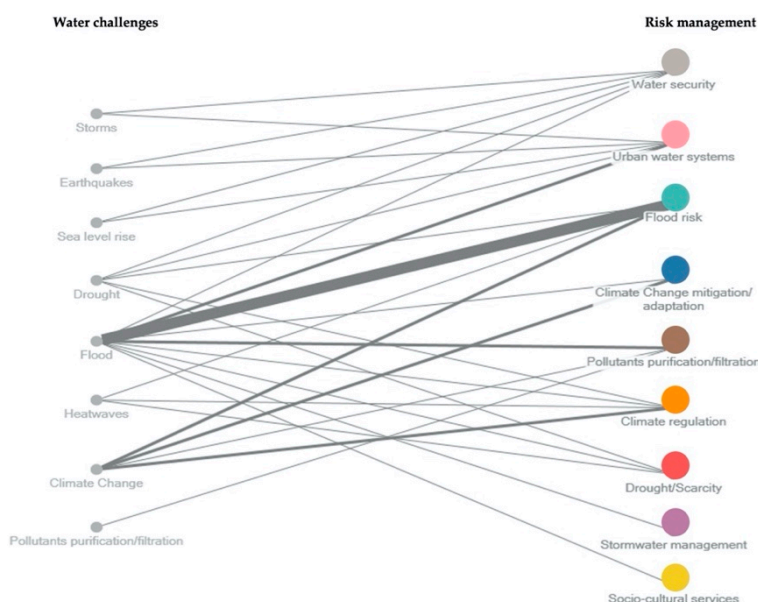 Water challenges
Risk management
Storms
Earthquakes
Sea level rise
Drought
Flood
Heatwaves
Climate Change
Pollutants purification/filtration
Water security
Urban water systems
Flood risk
Climate Change mitigation/
adaptation
Pollutants purification/filtration
Climate regulation
Drought/Scarcity
Stormwater management
Socio-cultural services